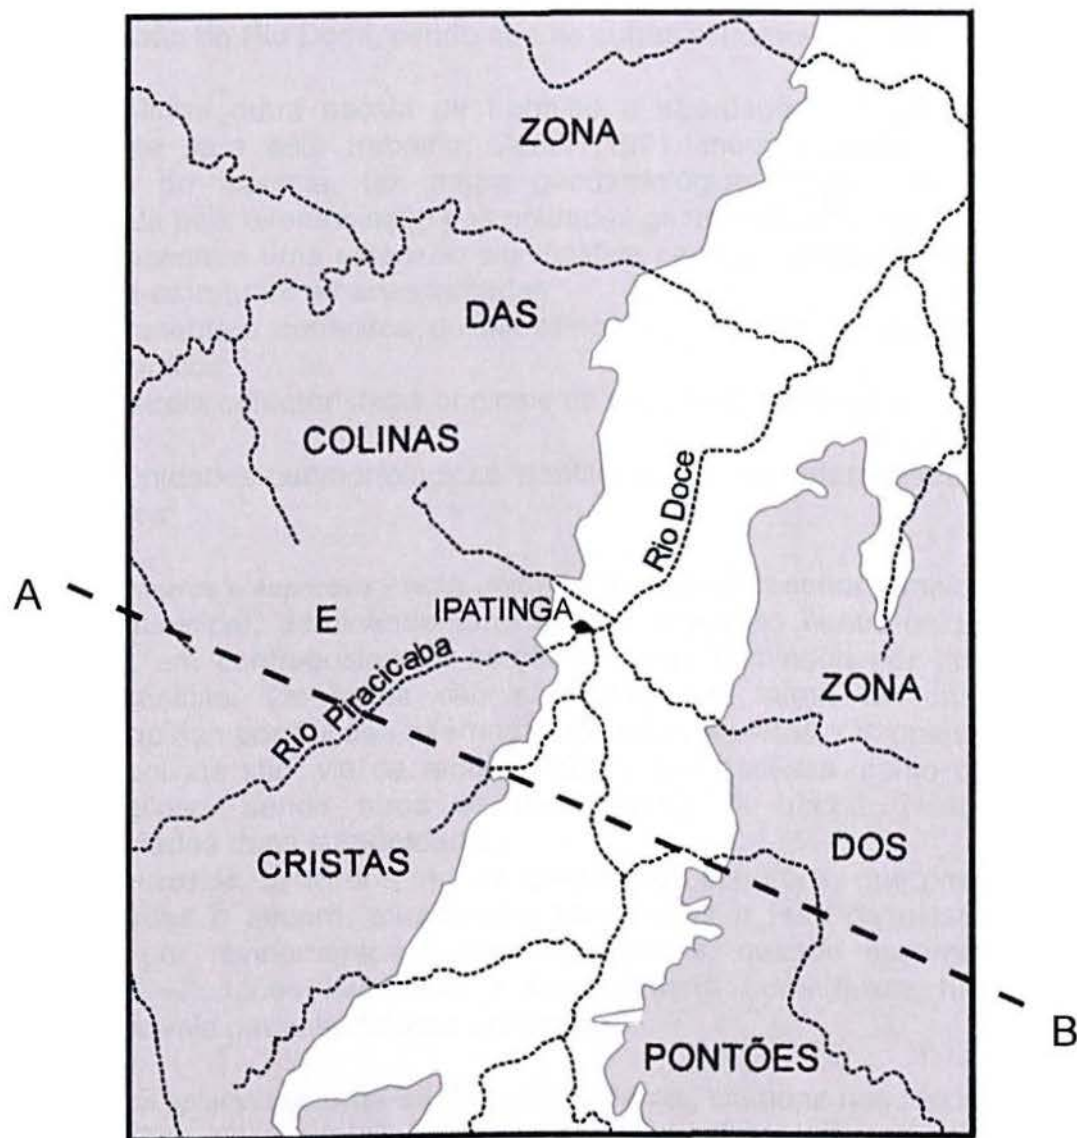 ZONA
DAS
COLINAS
Rio Doce
A
E
IPATINGA
Rio Piracicaba
ZONA
CRISTAS
DOS
B
PONTÕES